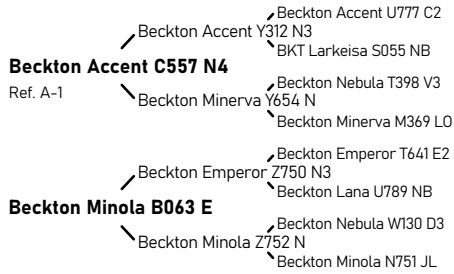 Beckton Accent U777 C2
Beckton Accent Y312 N3
BKT Larkeisa S055 NB
Beckton Accent C557 N4
Ref. A-1
Beckton Nebula T398 V3
Beckton Minerva Y654 N
Beckton Minerva M369 LO
Beckton Emperor T641 E2
Beckton Emperor Z750 N3
Beckton Lana U789 NB
Beckton Minola B063 E
Beckton Nebula W130 D3
Beckton Minola Z752 N
Beckton Minola N751 JL